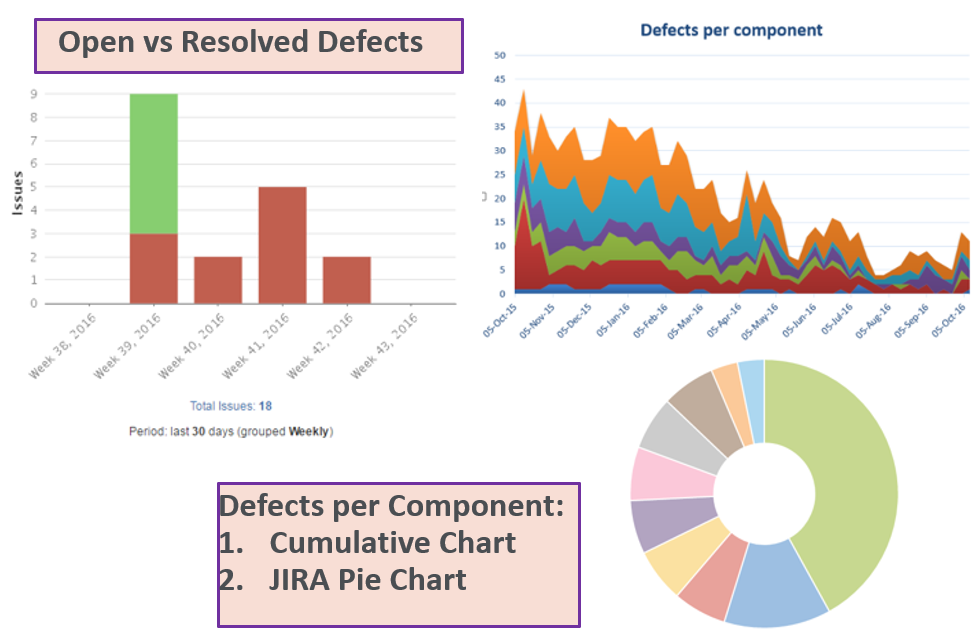 Open vs Resolved Defects
9
8
7
6
5
4
3
2
1
0
Issues
Week 38, 2016
Week 39, 2016
Week 40, 2016
Week 41, 2016
Week 42, 2016
Week 43, 2016
Total Issues: 18
Period: last 30 days (grouped Weekly)
Defects per component
50
45
40
35
30
25
20
15
10
5
0
05-Oct-15
05-Nov-15
05-Dec-15
05-Jan-16
05-Feb-16
05-Mar-16
05-Apr-16
05-May-16
05-Jun-16
05-Jul-16
05-Aug-16
05-Sep-16
05-Oct-16
Defects per Component:
1. Cumulative Chart
2. JIRA Pie Chart